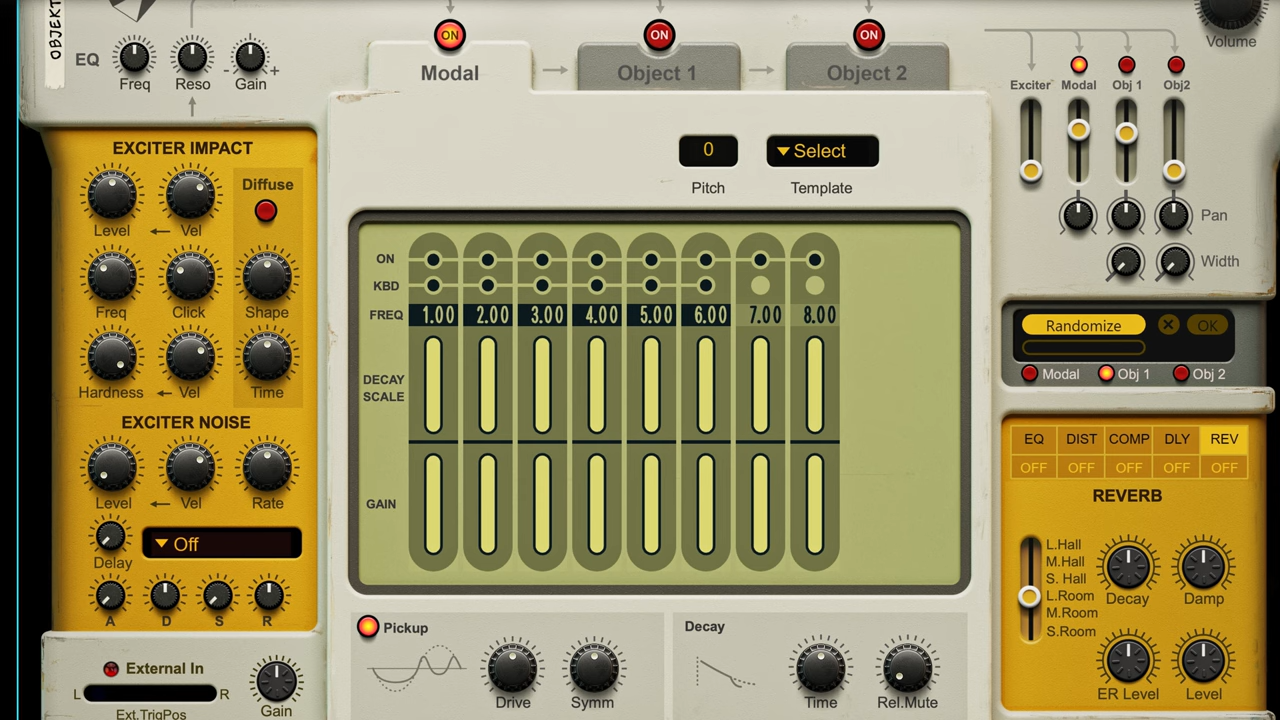 OBJEKT
EQ
Freq
Reso
- Gain +
ON
ON
ON
Modal
Object 1
Object 2
Volume
Exciter
Modal
Obj 1
Obj2
Pan
Width
EXCITER IMPACT
Level
Vel
Diffuse
Freq
Click
Shape
Hardness
Vel
Time
EXCITER NOISE
Level
Vel
Rate
Delay
Off
A
D
S
R
External In
L
R
Gain
Ext.TrigPos
0
Select
Pitch
Template
ON
KBD
FREQ 1.00 2.00 3.00 4.00 5.00 6.00 7.00 8.00
DECAY
SCALE
GAIN
Pickup
Drive
Symm
Decay
Time
Rel.Mute
Randomize
X
OK
Modal
Obj 1
Obj 2
EQ DIST COMP DLY REV
OFF OFF OFF OFF OFF
REVERB
L.Hall
M.Hall
S. Hall
L.Room
M.Room
S.Room
Decay
Damp
ER Level
Level